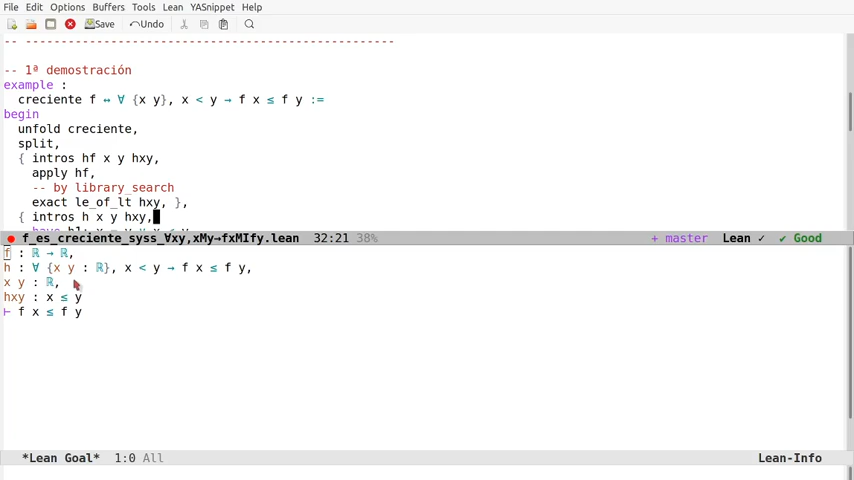 File Edit Options Buffers Tools Lean YASnippet Help
Save Undo
-- ----------------------------------------------------
-- 1ª demostración
example :
creciente f ↔ ∀ {x y}, x < y → f x ≤ f y :=
begin
unfold creciente,
split,
{ intros hf x y hxy,
apply hf,
-- by library_search
exact le_of_lt hxy, },
{ intros h x y hxy,
f_es_creciente_syss_∀xy,xMy→fxMIfy.lean 32:21 38% + master Lean ✓ ✔ Good
f : ℝ → ℝ,
h : ∀ {x y : ℝ}, x < y → f x ≤ f y,
x y : ℝ,
hxy : x ≤ y
⊢ f x ≤ f y
*Lean Goal* 1:0 All Lean-Info